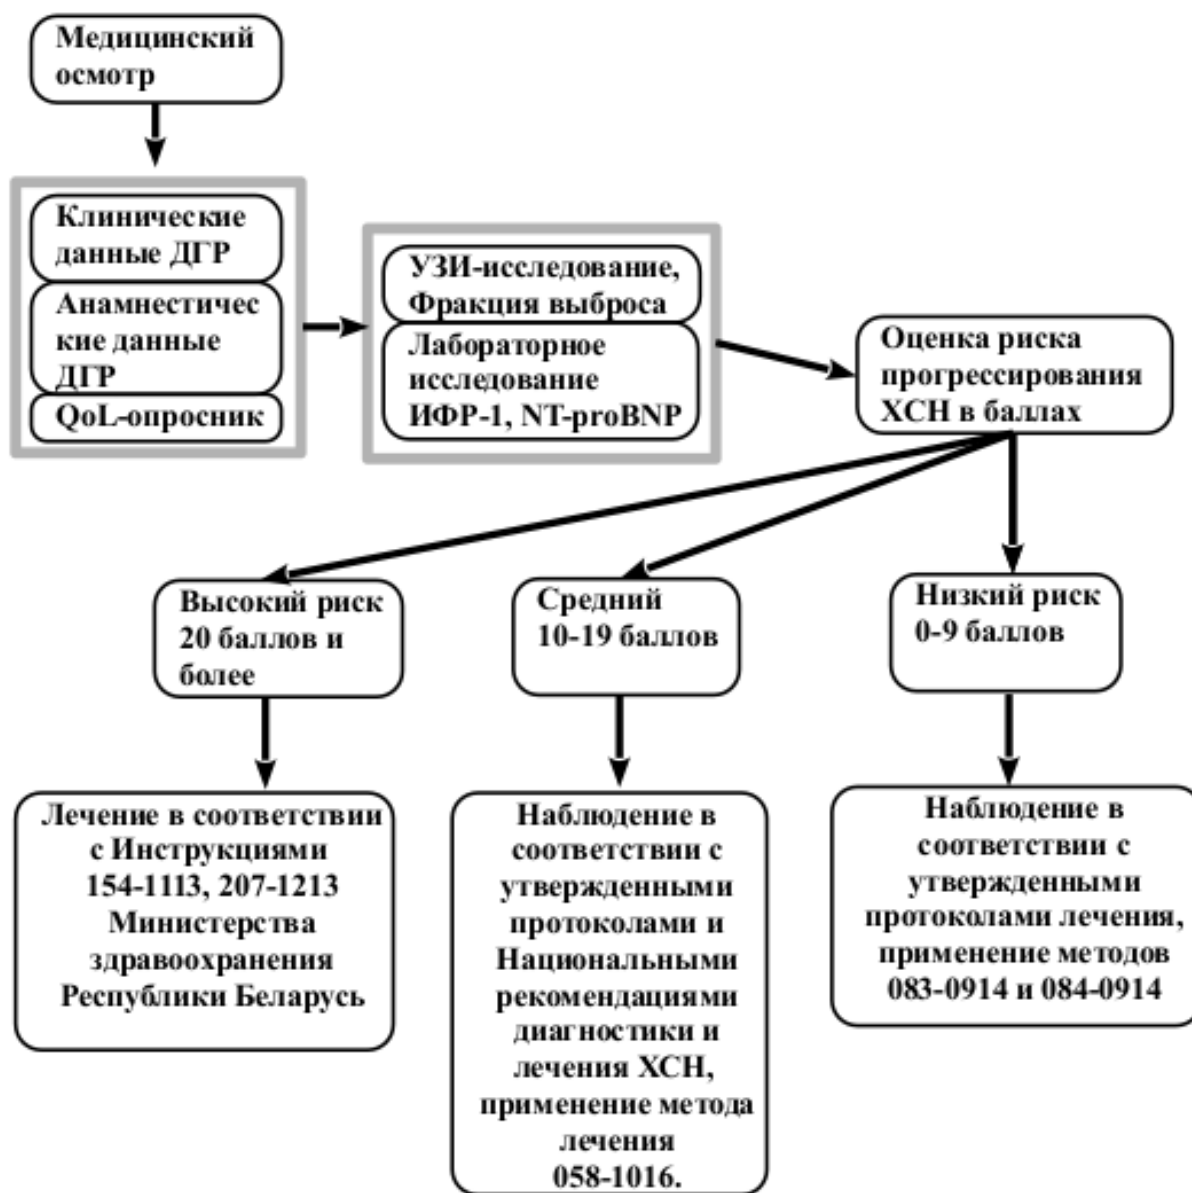 Медицинский
осмотр
Клинические
данные ДГР
Анамнестичес
кие данные
ДГР
QoL-опросник
УЗИ-исследование,
Фракция выброса
Лабораторное
исследование
ИФР-1, NT-proBNP
Оценка риска
прогрессирования
ХСН в баллах
Высокий риск
20 баллов и
более
Средний
10-19 баллов
Низкий риск
0-9 баллов
Лечение в соответствии
с Инструкциями
154-1113, 207-1213
Министерства
здравоохранения
Республики Беларусь
Наблюдение в
соответствии с
утвержденными
протоколами и
Национальными
рекомендациями
диагностики и
лечения ХСН,
применение метода
лечения
058-1016.
Наблюдение в
соответствии с
утвержденными
протоколами лечения,
применение методов
083-0914 и 084-0914